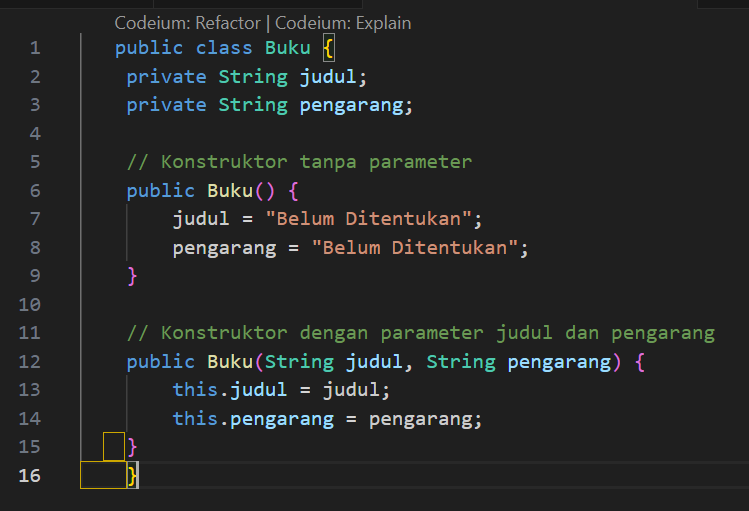 Codeium: Refactor | Codeium: Explain
1 public class Buku {
2 private String judul;
3 private String pengarang;
4
5 // Konstruktor tanpa parameter
6 public Buku() {
7 judul = "Belum Ditentukan";
8 pengarang = "Belum Ditentukan";
9 }
10
11 // Konstruktor dengan parameter judul dan pengarang
12 public Buku(String judul, String pengarang) {
13 this.judul = judul;
14 this.pengarang = pengarang;
15 }
16 }